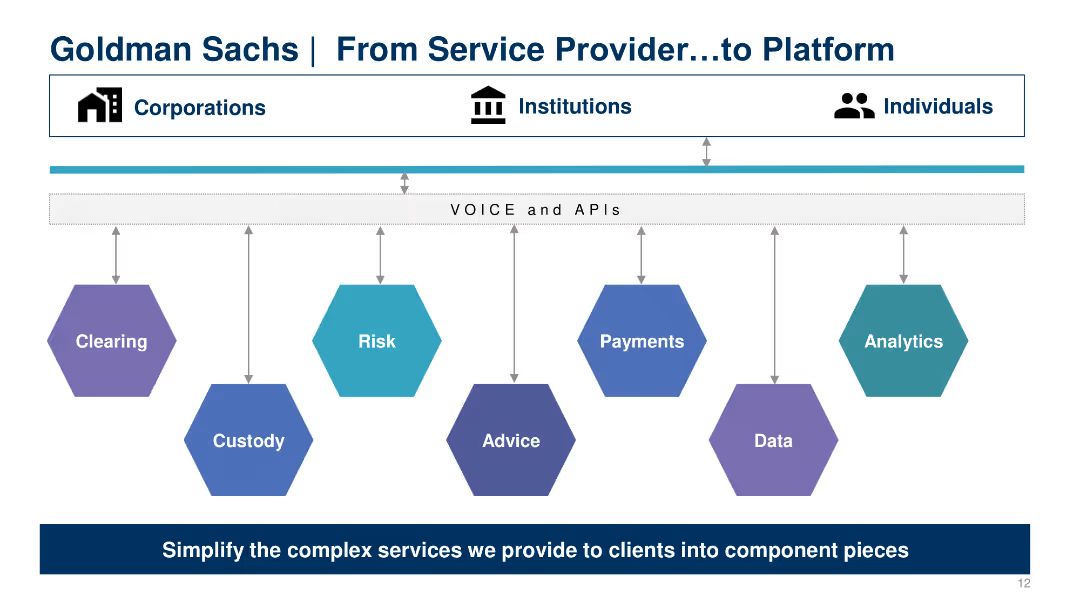 Goldman Sachs | From Service Provider…to Platform
Corporations
Institutions
Individuals
VOICE and APIs
Clearing
Risk
Payments
Analytics
Custody
Advice
Data
Simplify the complex services we provide to clients into component pieces
12